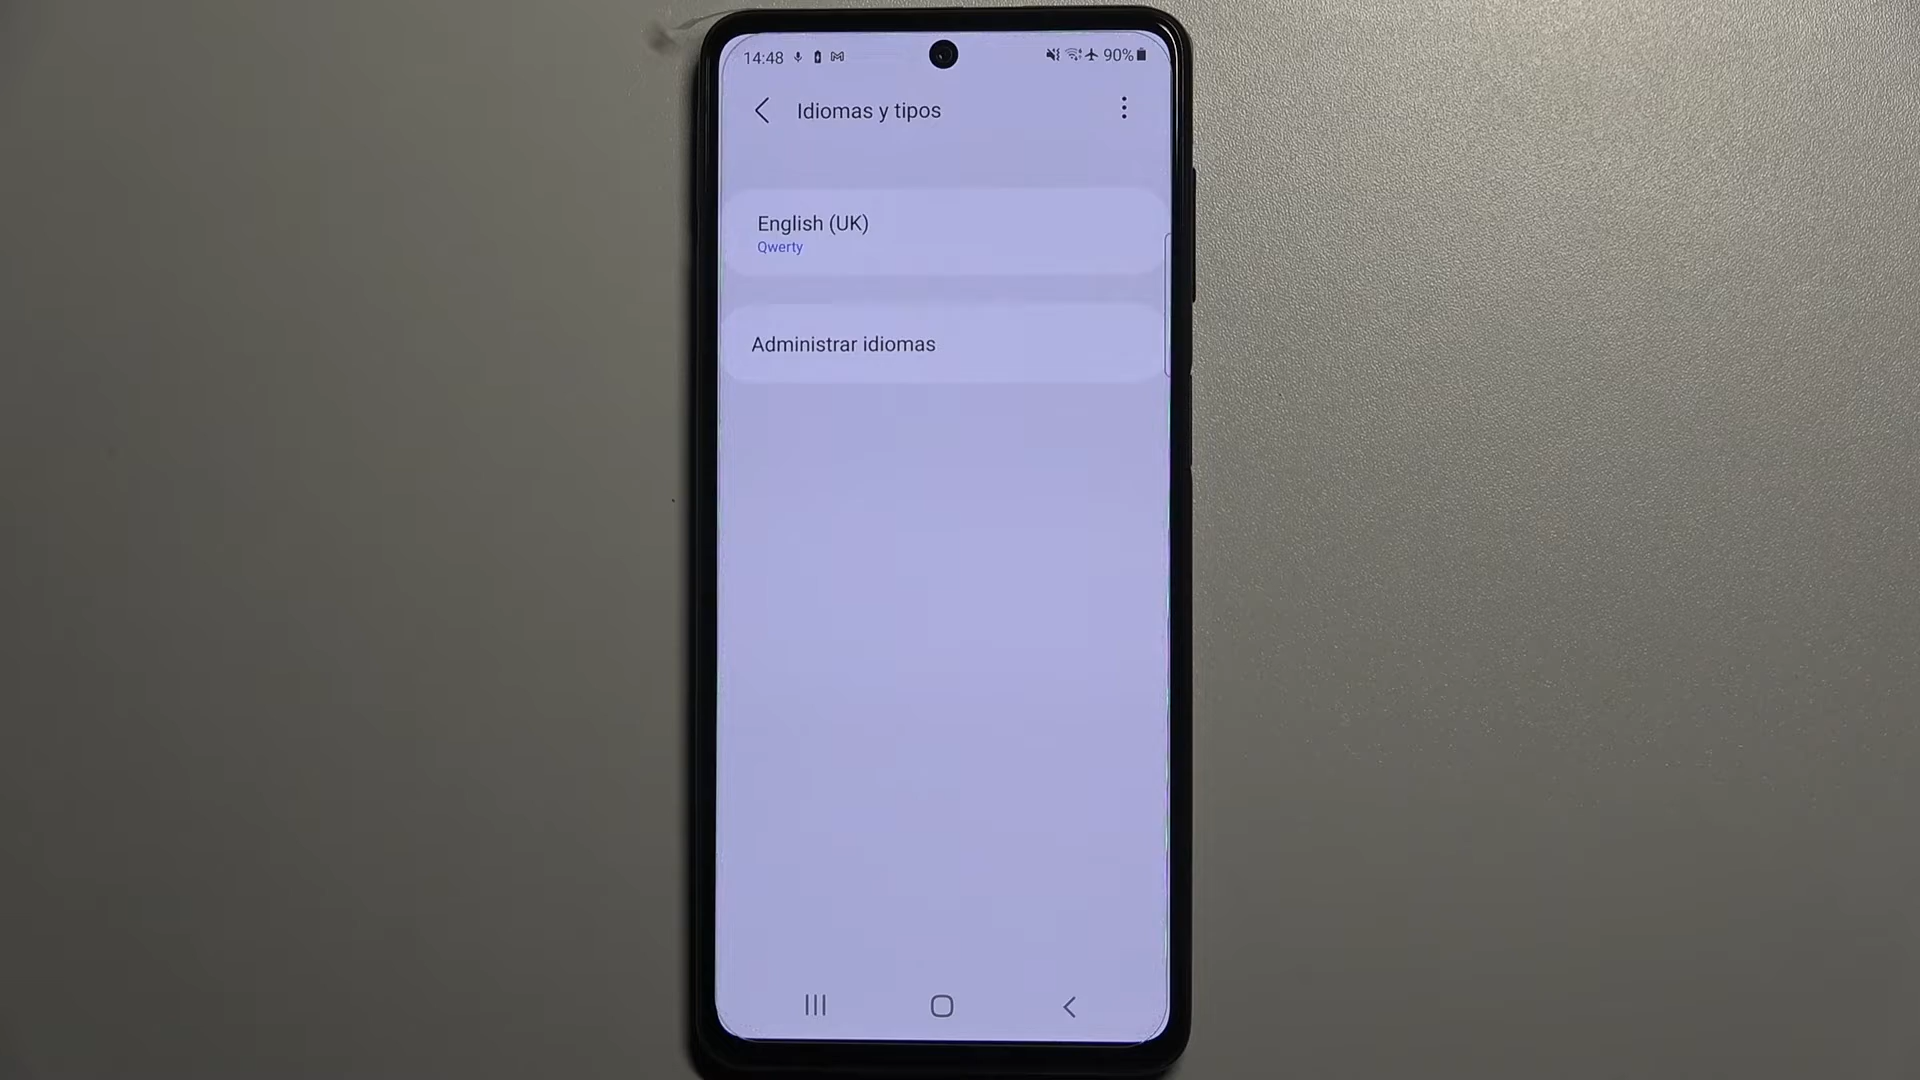 14:48
90%
Idiomas y tipos
English (UK)
Qwerty
Administrar idiomas